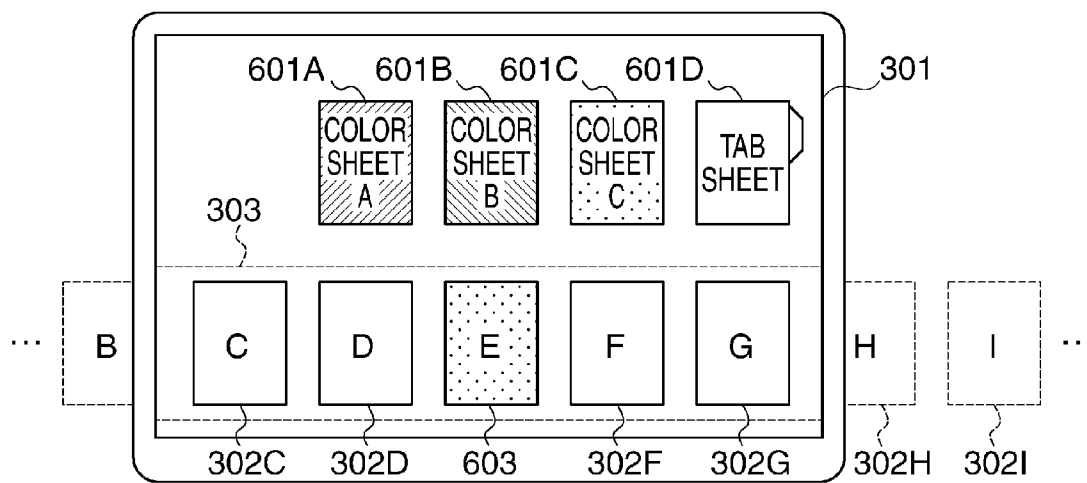 601A 601B 601C 601D 301
COLOR SHEET A
COLOR SHEET B
COLOR SHEET C
TAB SHEET
303
... B C D E F G H I ..
302C 302D 603 302F 302G 302H 302I